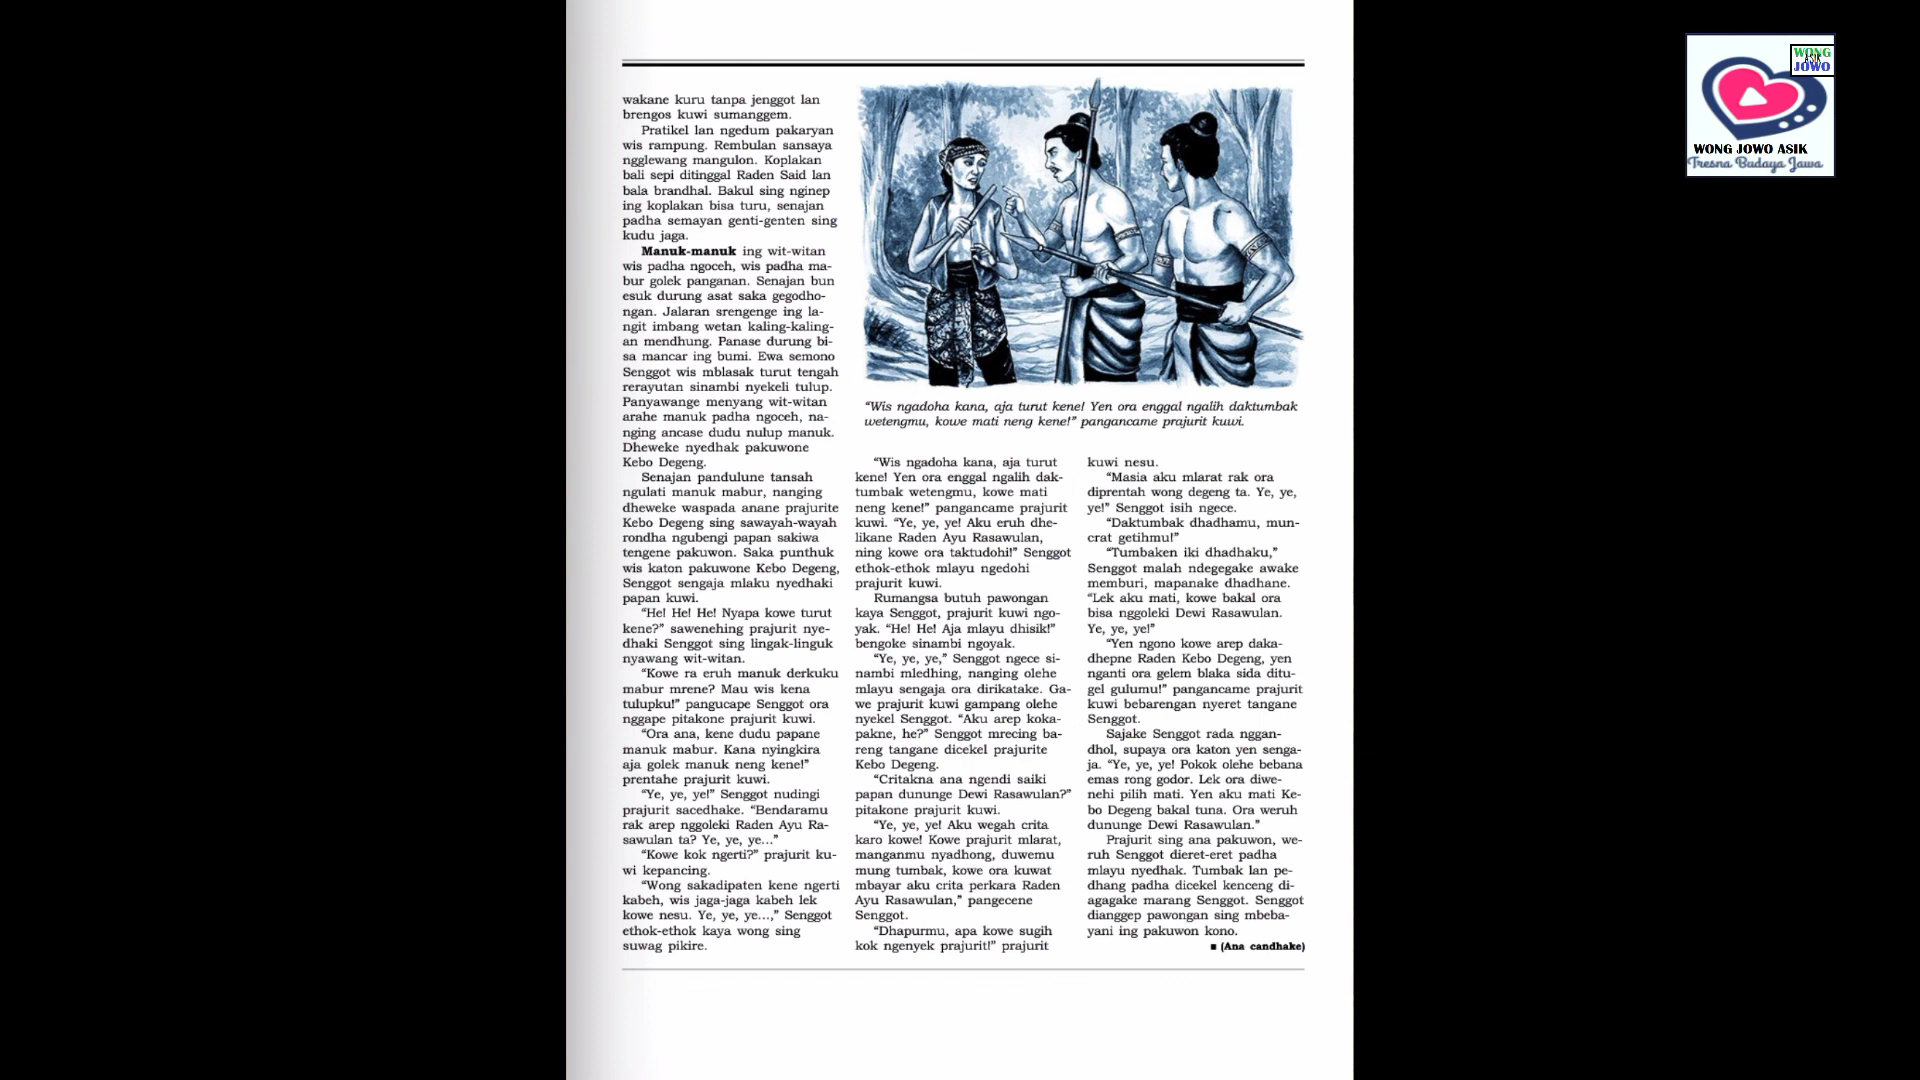 wakane kuru tanpa jenggot lan
brengos kuwi sumanggem.
Pratikel lan ngedum pakaryan
wis rampung. Rembulan sansaya
ngglewang mangulon. Koplakan
bali sepi ditinggal Raden Said lan
bala brandhal. Bakul sing nginep
ing koplakan bisa turu, senajan
padha semayan genti-genten sing
kudu jaga.
Manuk-manuk ing wit-witan
wis padha ngoceh, wis padha ma-
bur golek panganan. Senajan bun
esuk durung asat saka gegodho-
ngan. Jalaran srengenge ing la-
ngit imbang wetan kaling-kaling-
an mendhung. Panase durung bi-
sa mancar ing bumi. Ewa semono
Senggot wis mblasak turut tengah
rerayutan sinambi nyekeli tulup.
Panyawange menyang wit-witan
arahe manuk padha ngoceh, na-
nging ancase dudu nulup manuk.
Dheweke nyedhak pakuwone
Kebo Degeng.
Senajan pandulune tansah
ngulati manuk mabur, nanging
dheweke waspada anane prajurite
Kebo Degeng sing sawayah-wayah
rondha ngubengi papan sakiwa
tengene pakuwon. Saka punthuk
wis katon pakuwone Kebo Degeng,
Senggot sengaja mlaku nyedhaki
papan kuwi.
“He! He! He! Nyapa kowe turut
kene?” sawenehing prajurit nye-
dhaki Senggot sing lingak-linguk
nyawang wit-witan.
“Kowe ra eruh manuk derkuku
mabur mrene? Mau wis kena
tulupku!” pangucape Senggot ora
nggape pitakone prajurit kuwi.
“Ora ana, kene dudu papane
manuk mabur. Kana nyingkira
aja golek manuk neng kene!”
prentahe prajurit kuwi.
“Ye, ye, ye!” Senggot nudingi
prajurit sacedhake. “Bendaramu
rak arep nggoleki Raden Ayu Ra-
sawulan ta? Ye, ye, ye...”
“Kowe kok ngerti?” prajurit ku-
wi kepancing.
“Wong sakadipaten kene ngerti
kabeh, wis jaga-jaga kabeh lek
kowe nesu. Ye, ye, ye...,” Senggot
ethok-ethok kaya wong sing
suwag pikire.
“Wis ngadoha kana, aja turut kene! Yen ora enggal ngalih daktumbak
wetengmu, kowe mati neng kene!” pangancame prajurit kuwi.
“Wis ngadoha kana, aja turut
kene! Yen ora enggal ngalih dak-
tumbak wetengmu, kowe mati
neng kene!” pangancame prajurit
kuwi. “Ye, ye, ye! Aku eruh dhe-
likane Raden Ayu Rasawulan,
ning kowe ora taktudohi!” Senggot
ethok-ethok mlayu ngedohi
prajurit kuwi.
Rumangsa butuh pawongan
kaya Senggot, prajurit kuwi ngo-
yak. “He! He! Aja mlayu dhisik!”
bengoke sinambi ngoyak.
“Ye, ye, ye,” Senggot ngece si-
nambi mledhing, nanging olehe
mlayu sengaja ora dirikatake. Ga-
we prajurit kuwi gampang olehe
nyekel Senggot. “Aku arep koka-
pakne, he?” Senggot mrecing ba-
reng tangane dicekel prajurite
Kebo Degeng.
“Critakna ana ngendi saiki
papan dununge Dewi Rasawulan?”
pitakone prajurit kuwi.
“Ye, ye, ye! Aku wegah crita
karo kowe! Kowe prajurit mlarat,
manganmu nyadhong, duwemu
mung tumbak, kowe ora kuwat
mbayar aku crita perkara Raden
Ayu Rasawulan,” pangecene
Senggot.
“Dhapurmu, apa kowe sugih
kok ngenyek prajurit!” prajurit
kuwi nesu.
“Masia aku mlarat rak ora
diprentah wong degeng ta. Ye, ye,
ye!” Senggot isih ngece.
“Daktumbak dhadhamu, mun-
crat getihmu!”
“Tumbaken iki dhadhaku,”
Senggot malah ndegegake awake
memburi, mapanake dhadhane.
“Lek aku mati, kowe bakal ora
bisa nggoleki Dewi Rasawulan.
Ye, ye, ye!”
“Yen ngono kowe arep daka-
dhepne Raden Kebo Degeng, yen
nganti ora gelem blaka sida ditu-
gel gulumu!” pangancame prajurit
kuwi bebarengan nyeret tangane
Senggot.
Sajake Senggot rada nggan-
dhol, supaya ora katon yen senga-
ja. “Ye, ye, ye! Pokok olehe bebana
emas rong godor. Lek ora diwe-
nehi pilih mati. Yen aku mati Ke-
bo Degeng bakal tuna. Ora weruh
dununge Dewi Rasawulan.”
Prajurit sing ana pakuwon, we-
ruh Senggot dieret-eret padha
mlayu nyedhak. Tumbak lan pe-
dhang padha dicekel kenceng di-
agagake marang Senggot. Senggot
dianggep pawongan sing mbeba-
yani ing pakuwon kono.
■ (Ana candhake)
WONG
ASIK
JOWO
WONG JOWO ASIK
Tresna Budaya Jawa